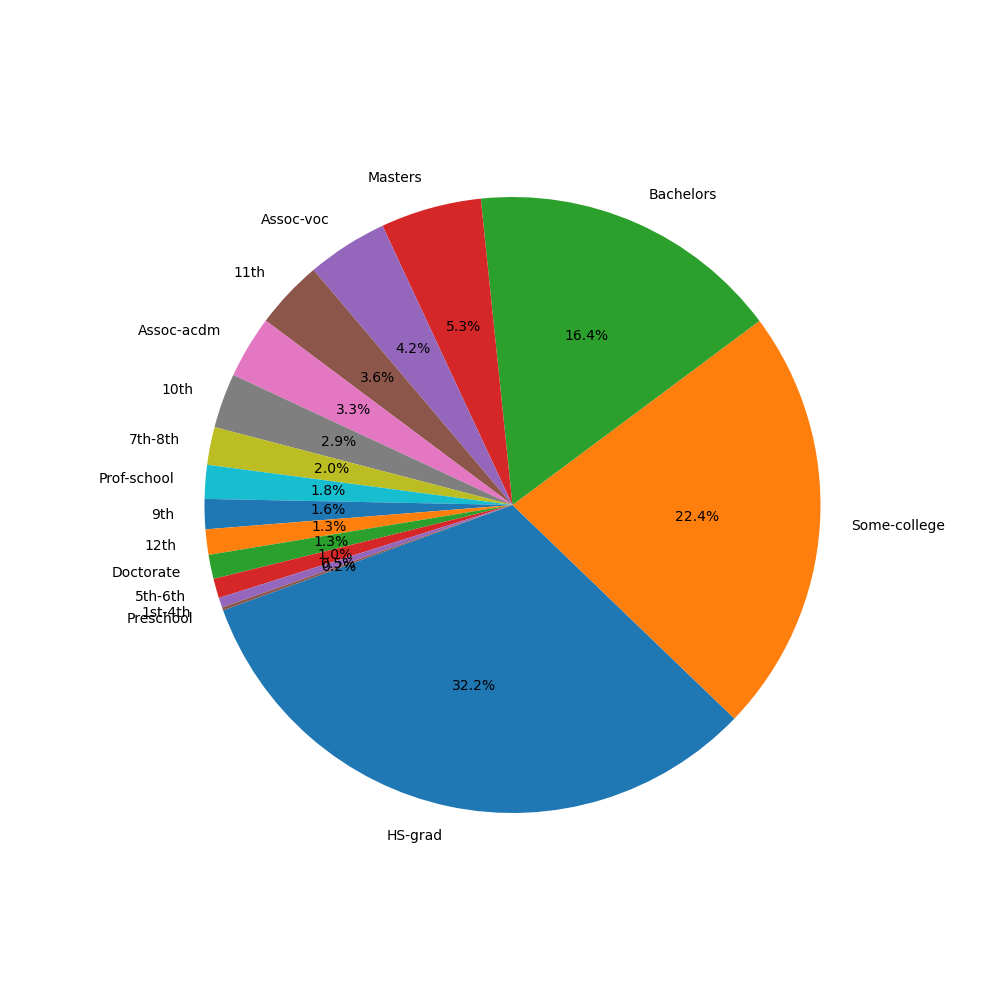 Masters
Bachelors
Assoc-voc
11th
Assoc-acdm
10th
7th-8th
Prof-school
9th
12th
Doctorate
5th-6th
1st-4th
Preschool
HS-grad
Some-college
5.3%
16.4%
4.2%
3.6%
3.3%
2.9%
2.0%
1.8%
1.6%
1.3%
1.3%
1.0%
0.5%
0.2%
32.2%
22.4%